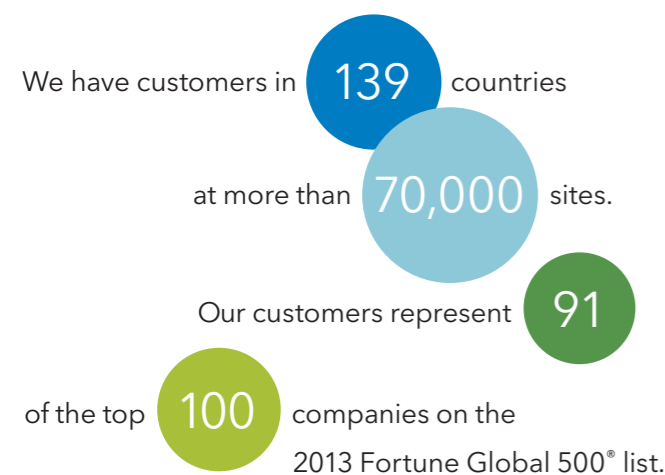 We have customers in 139 countries
at more than 70,000 sites.
Our customers represent 91
of the top 100 companies on the
2013 Fortune Global 500® list.